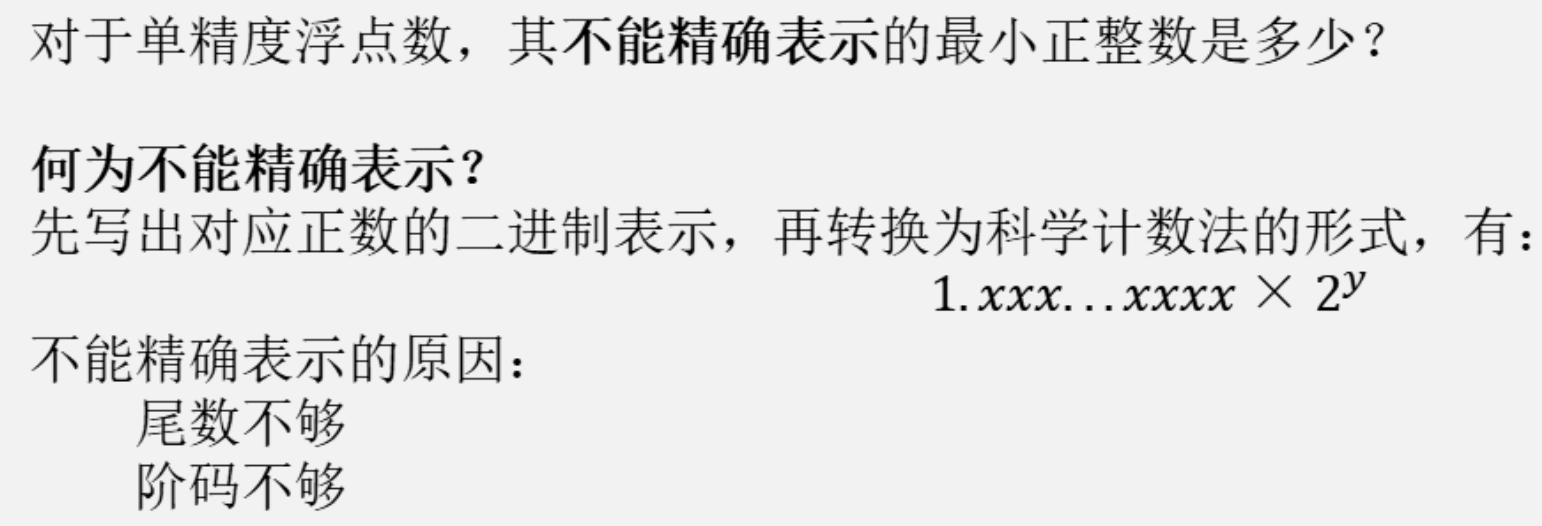 对于单精度浮点数，其不能精确表示的最小正整数是多少？
何为不能精确表示？
先写出对应正数的二进制表示，再转换为科学计数法的形式，有：
1.xxx...xxxx × 2^y
不能精确表示的原因：
尾数不够
阶码不够